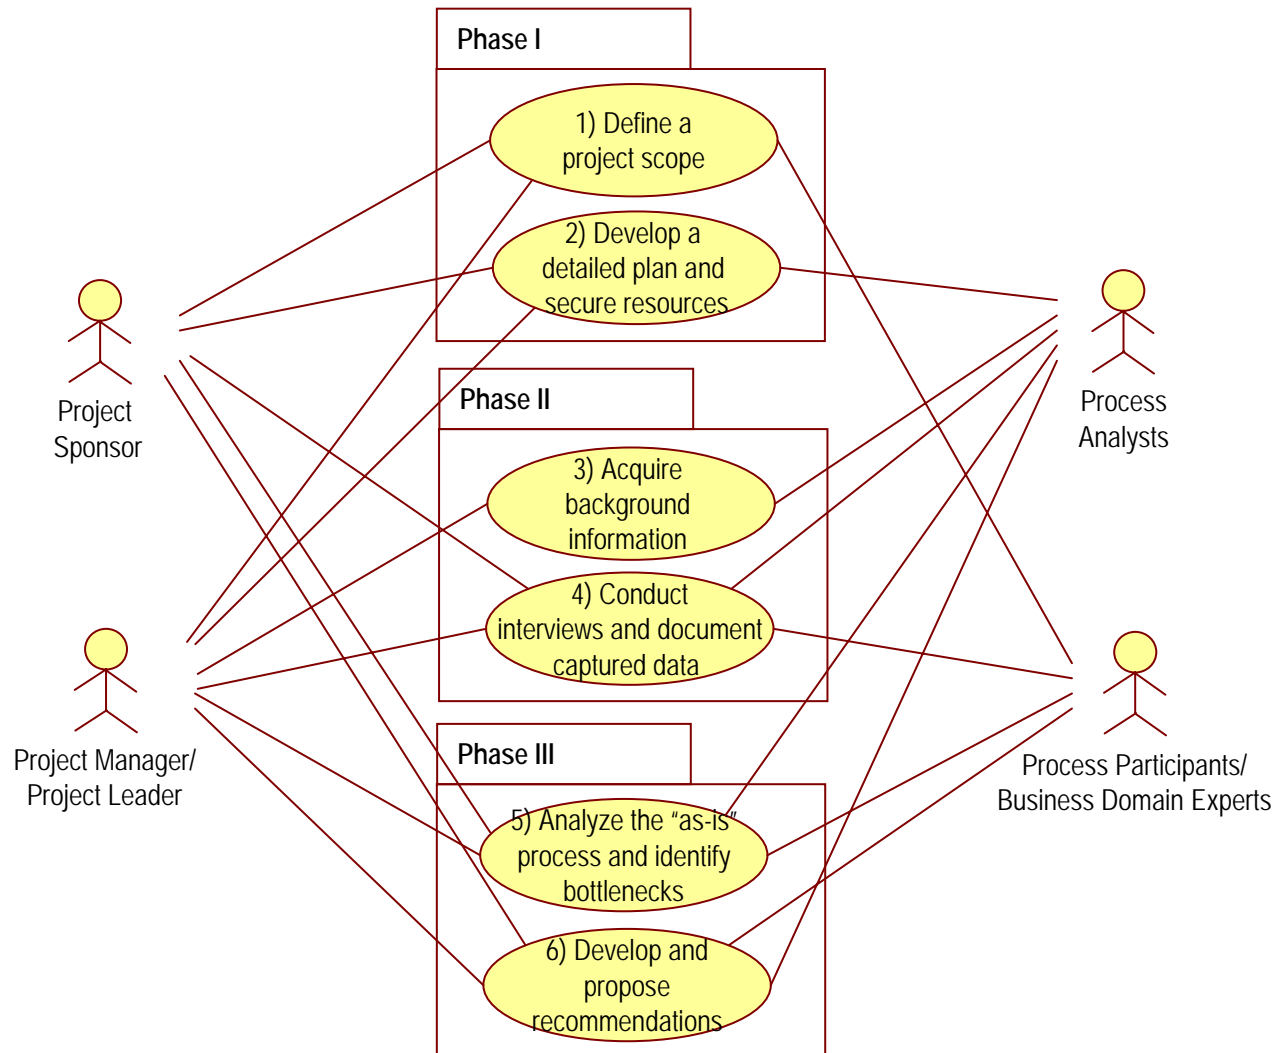 Phase I
1) Define a
project scope
2) Develop a
detailed plan and
secure resources
Project
Sponsor
Process
Analysts
Phase II
3) Acquire
background
information
4) Conduct
interviews and document
captured data
Project Manager/
Project Leader
Process Participants/
Business Domain Experts
Phase III
5) Analyze the “as-is”
process and identify
bottlenecks
6) Develop and
propose
recommendations